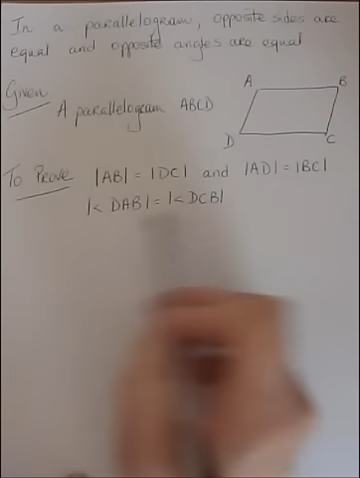 In a parallelogram, opposite sides are
equal and opposite angles are equal
Given
A parallelogram ABCD
A B
D C
To Prove |AB| = |DC| and |AD| = |BC|
|< DAB| = |< DCB|